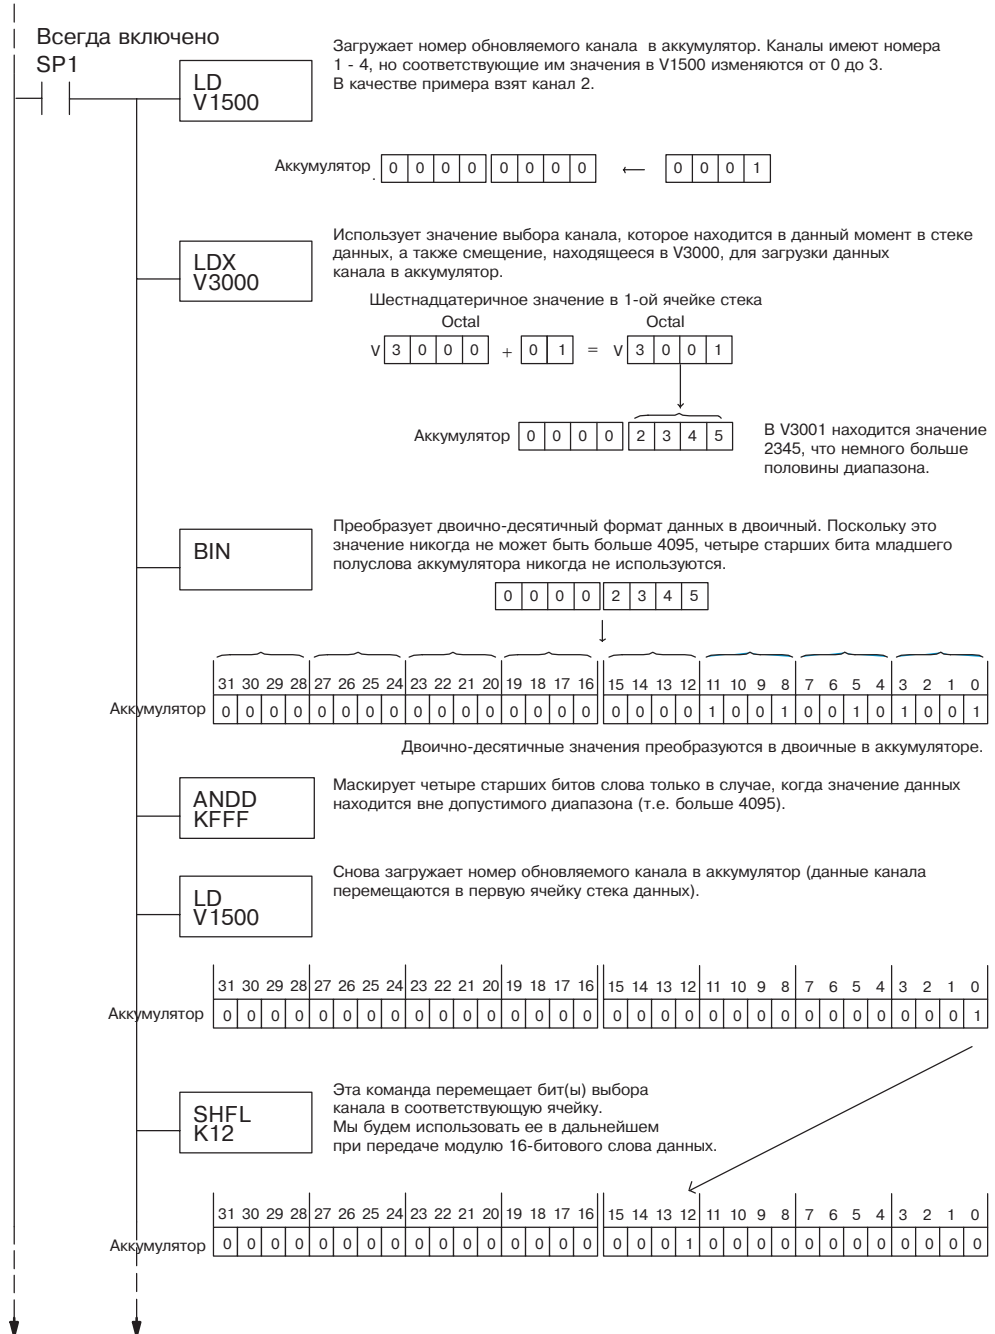 Всегда включено
SP1
LD
V1500
Загружает номер обновляемого канала в аккумулятор. Каналы имеют номера
1 - 4, но соответствующие им значения в V1500 изменяются от 0 до 3.
В качестве примера взят канал 2.
Аккумулятор . 0 0 0 0 0 0 0 0 ← 0 0 0 1
LDX
V3000
Использует значение выбора канала, которое находится в данный момент в стеке
данных, а также смещение, находящееся в V3000, для загрузки данных
канала в аккумулятор.
Шестнадцатеричное значение в 1-ой ячейке стека
Octal Octal
V 3 0 0 0 + 0 1 = V 3 0 0 1
Аккумулятор 0 0 0 0 2 3 4 5
В V3001 находится значение
2345, что немного больше
половины диапазона.
BIN
Преобразует двоично-десятичный формат данных в двоичный. Поскольку это
значение никогда не может быть больше 4095, четыре старших бита младшего
полуслова аккумулятора никогда не используются.
0 0 0 0 2 3 4 5
31 30 29 28 27 26 25 24 23 22 21 20 19 18 17 16 15 14 13 12 11 10 9 8 7 6 5 4 3 2 1 0
Аккумулятор 0 0 0 0 0 0 0 0 0 0 0 0 0 0 0 0 0 0 0 0 1 0 0 1 0 0 1 0 1 0 0 1
Двоично-десятичные значения преобразуются в двоичные в аккумуляторе.
ANDD
KFFF
Маскирует четыре старших битов слова только в случае, когда значение данных
находится вне допустимого диапазона (т.е. больше 4095).
LD
V1500
Снова загружает номер обновляемого канала в аккумулятор (данные канала
перемещаются в первую ячейку стека данных).
31 30 29 28 27 26 25 24 23 22 21 20 19 18 17 16 15 14 13 12 11 10 9 8 7 6 5 4 3 2 1 0
Аккумулятор 0 0 0 0 0 0 0 0 0 0 0 0 0 0 0 0 0 0 0 0 0 0 0 0 0 0 0 0 0 0 0 1
SHFL
K12
Эта команда перемещает бит(ы) выбора
канала в соответствующую ячейку.
Мы будем использовать ее в дальнейшем
при передаче модулю 16-битового слова данных.
31 30 29 28 27 26 25 24 23 22 21 20 19 18 17 16 15 14 13 12 11 10 9 8 7 6 5 4 3 2 1 0
Аккумулятор 0 0 0 0 0 0 0 0 0 0 0 0 0 0 0 0 0 0 0 1 0 0 0 0 0 0 0 0 0 0 0 0